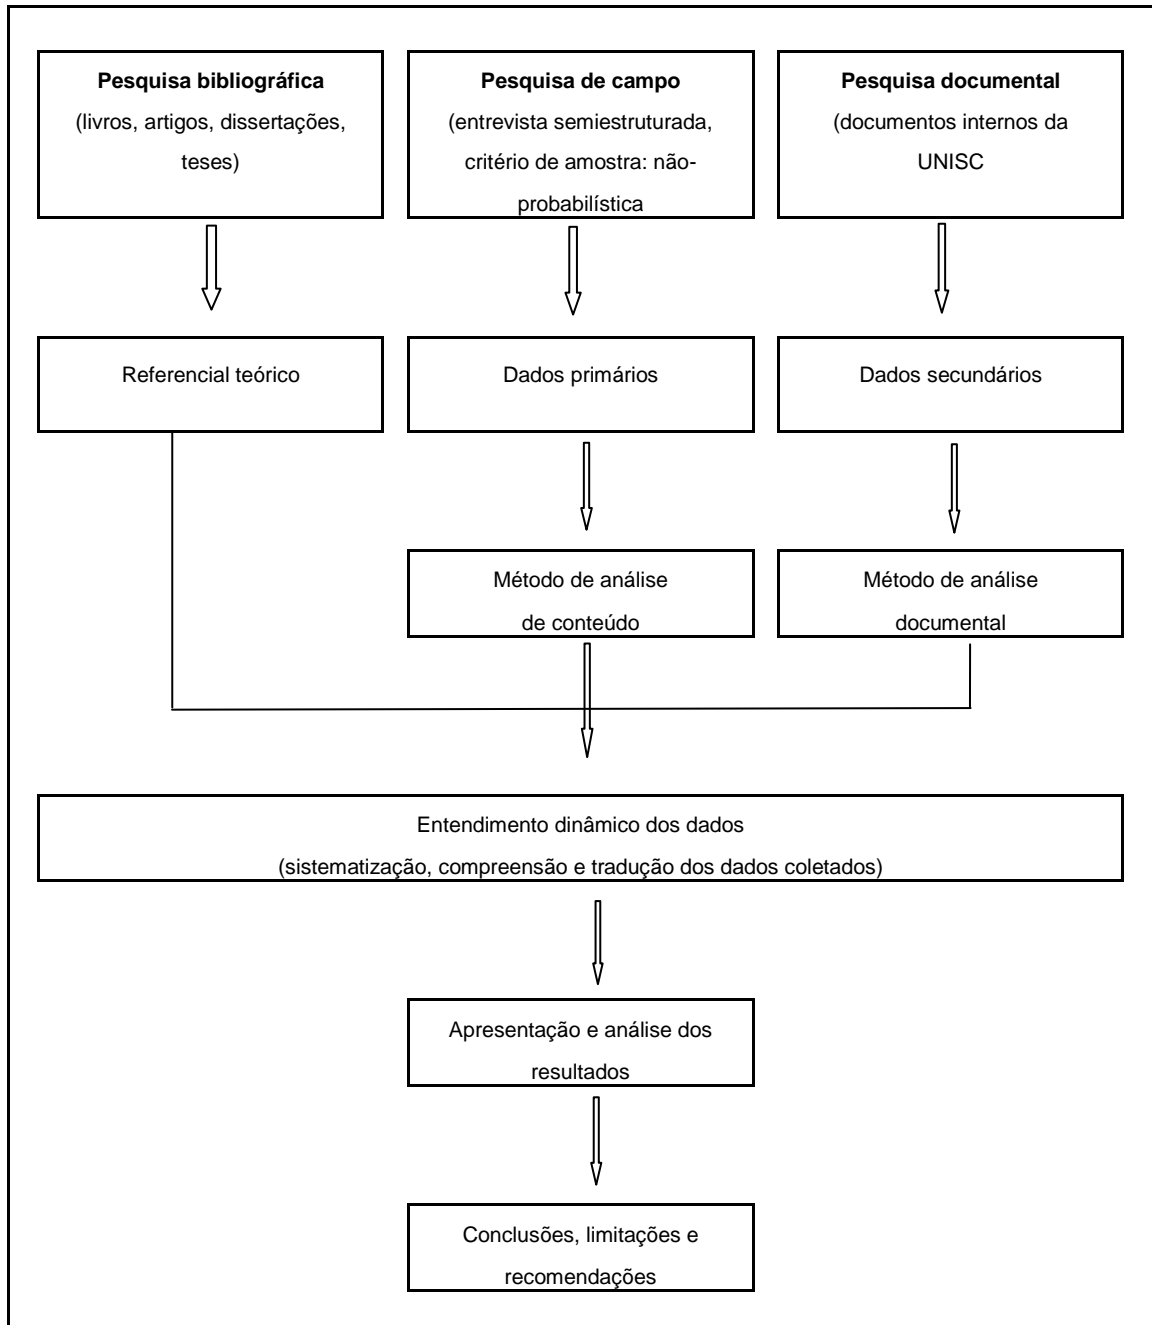 Pesquisa bibliográfica
(livros, artigos, dissertações,
teses)
Pesquisa de campo
(entrevista semiestruturada,
critério de amostra: não-
probabilística
Pesquisa documental
(documentos internos da
UNISC
Referencial teórico
Dados primários
Dados secundários
Método de análise
de conteúdo
Método de análise
documental
Entendimento dinâmico dos dados
(sistematização, compreensão e tradução dos dados coletados)
Apresentação e análise dos
resultados
Conclusões, limitações e
recomendações